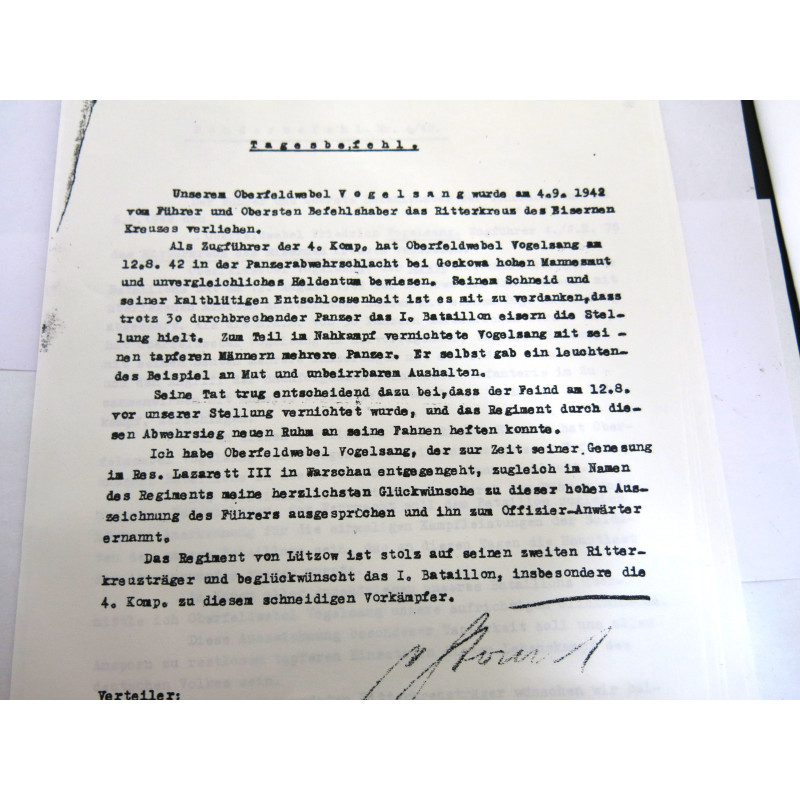 Tagesbefehl.
Unserem Oberfeldwebel Vogelsang wurde am 4.9. 1942
vom Führer und Obersten Befehlshaber das Ritterkreus des Eisernen
Kreuzes verliehen.
Als Zugführer der 4. Komp. hat Oberfeldwebel Vogelsang am
12.8. 42 in der Panzerabwehrschlacht bei Goskowa hohen Mannesmut
und unvergleichliches Heldentum bewiesen. Seinem Schneid und
seiner kaltblütigen Entschlossenheit ist es mit zu verdanken,dass
trotz 30 durchbrechender Panzer das I. Bataillon eisern die Stel-
lung hielt. Zum Teil im Nahkampf vernichtete Vogelsang mit sei -
nen tapferen Männern mehrere Panzer. Er selbst gab ein leuchten-
des Beispiel an Mut und unbeirrbarem Aushalten.
Seine Tat trug entscheidend dazu bei,dass der Feind am 12.8.
vor unserer Stellung vernichtet wurde, und das Regiment durch die-
sen Abwehrsieg neuen Ruhm an seine Fahnen heften konnte.
Ich habe Oberfeldwebel Vogelsang, der zur Zeit seiner Genesung
im Res. Lazarett III in Warschau entgegengeht, zugleich im Namen
des Regiments meine herzlichsten Glückwünsche zu dieser hohen Aus-
zeichnung des Führers ausgesprochen und ihn zum Offizier-Anwärter
ernannt.
Das Regiment von Lützow ist stolz auf seinen zweiten Ritter-
kreuzträger und beglückwünscht das I. Bataillon, insbesondere die
4. Komp. zu diesem schneidigen Vorkämpfer.
Verteiler: